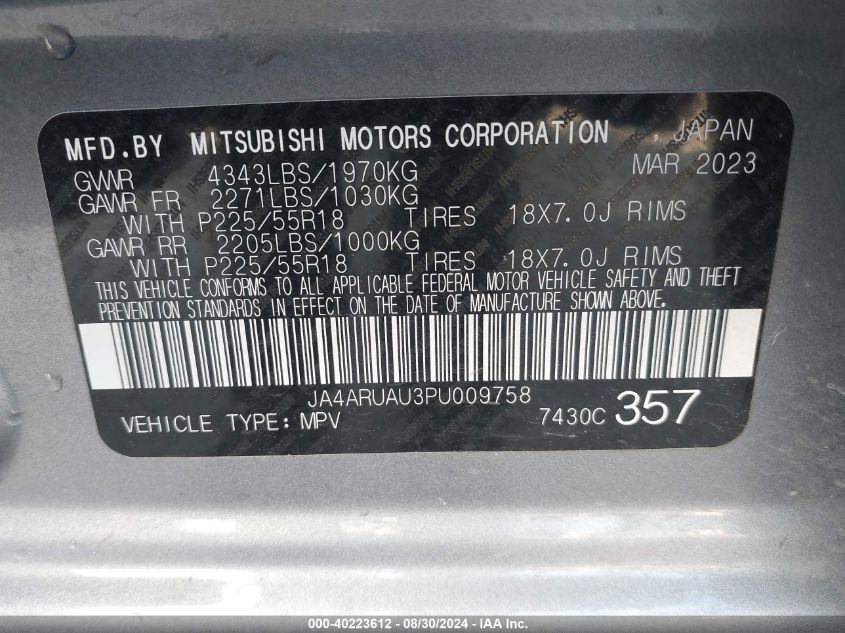 MFD.BY MITSUBISHI MOTORS CORPORATION , JAPAN
MAR 2023
GVWR 4343LBS/1970KG
GAWR FR 2271LBS/1030KG
WITH P225/55R18 TIRES 18X7.0J RIMS
GAWR RR 2205LBS/1000KG
WITH P225/55R18 TIRES 18X7.0J RIMS
THIS VEHICLE CONFORMS TO ALL APPLICABLE FEDERAL MOTOR VEHICLE SAFETY AND THEFT
PREVENTION STANDARDS IN EFFECT ON THE DATE OF MANUFACTURE SHOWN ABOVE.
JA4ARUAU3PU009758
VEHICLE TYPE: MPV 7430C 357
000-40223612 - 08/30/2024 - IAAI.COM